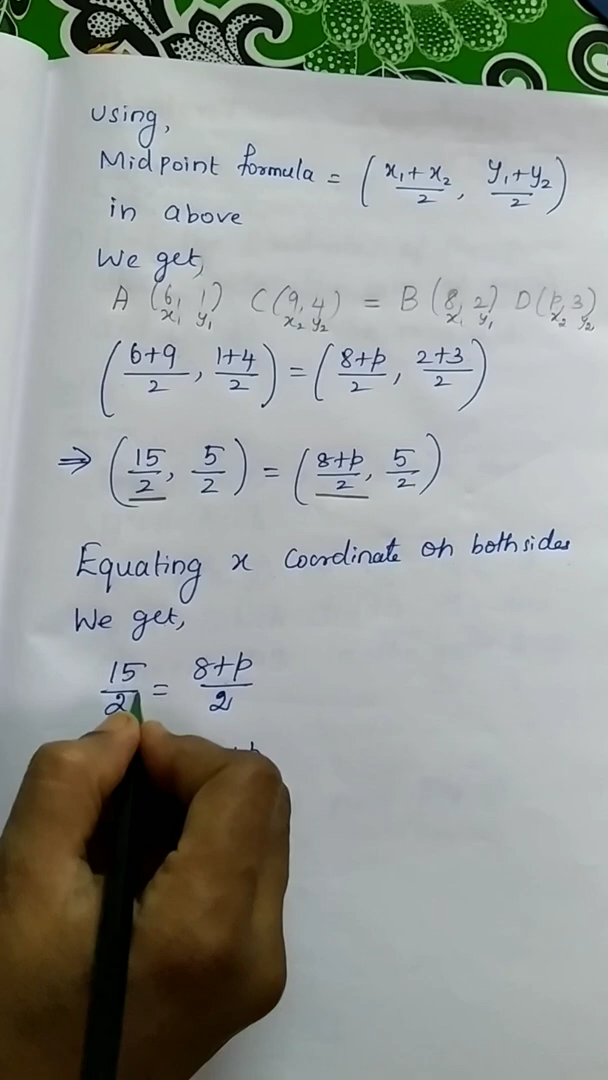 Using,
Midpoint formula = ( x₁+x₂/2 , y₁+y₂/2 )
in above
We get,
A (6, 1) C(9, 4) = B (8, 2) D(p, 3)
x₁ y₁ x₂ y₂ x₁ y₁ x₂ y₂
( 6+9/2 , 1+4/2 ) = ( 8+p/2 , 2+3/2 )
⇒ ( 15/2 , 5/2 ) = ( 8+p/2 , 5/2 )
Equating x coordinate on both sides
We get,
15/2 = 8+p/2